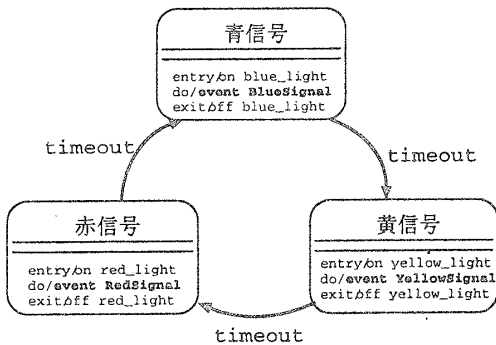 青信号
entry/on blue_light
do/event BlueSignal
exit/off blue_light
timeout
timeout
赤信号
entry/on red_light
do/event RedSignal
exit/off red_light
黄信号
entry/on yellow_light
do/event YellowSignal
exit/off yellow_light
timeout